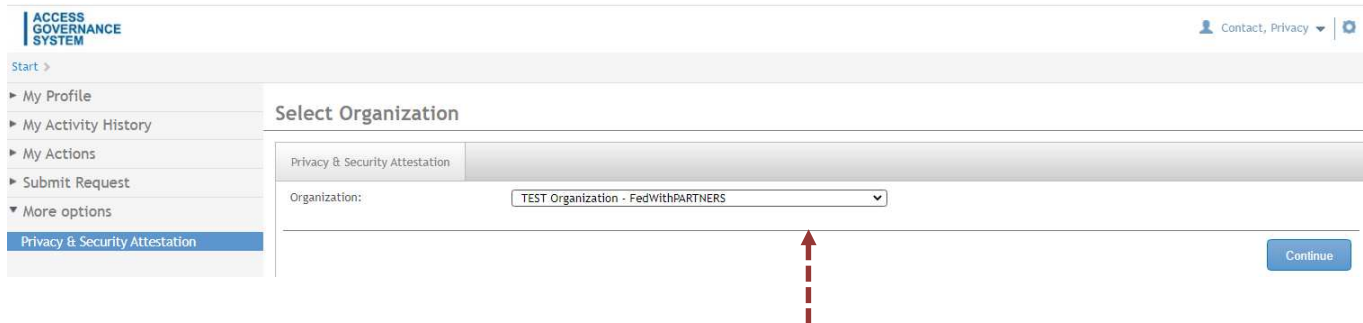 ACCESS
GOVERNANCE
SYSTEM
Contact, Privacy
Start
My Profile
My Activity History
My Actions
Submit Request
More options
Privacy & Security Attestation
Select Organization
Privacy & Security Attestation
Organization: TEST Organization - FedWithPARTNERS
Continue